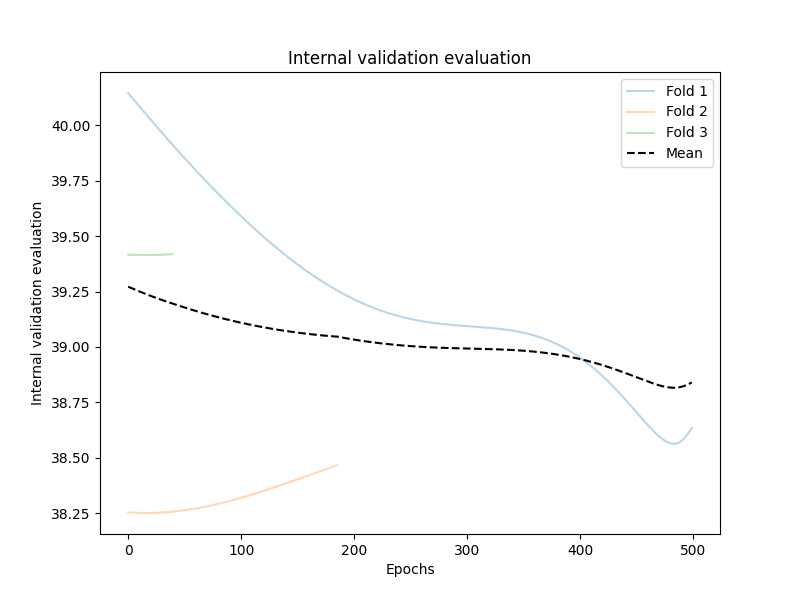 Internal validation evaluation
Internal validation evaluation
40.00
39.75
39.50
39.25
39.00
38.75
38.50
38.25
0 100 200 300 400 500
Epochs
Fold 1
Fold 2
Fold 3
Mean